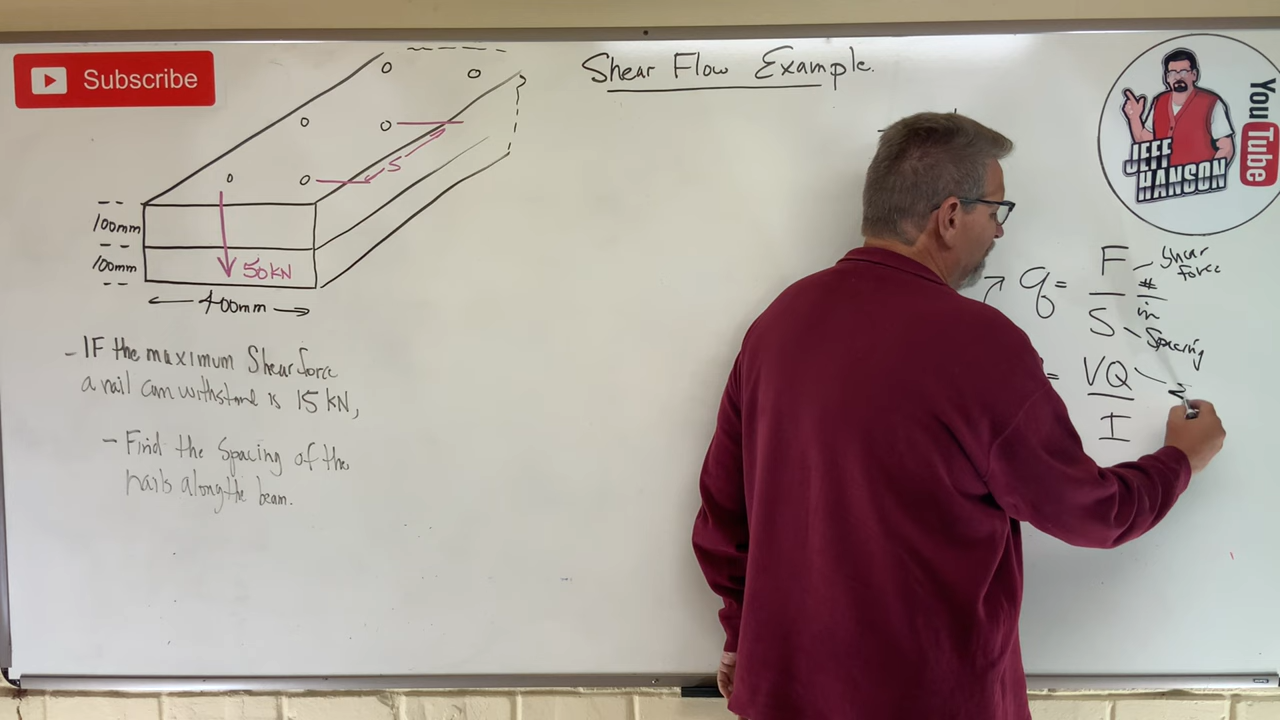 Subscribe
Shear Flow Example.
YouTube
JEFF
HANSON
S
100mm
100mm
50KN
400mm
q = F
S
Shear
force
#
in
Spacing
= VQ
I
- IF the maximum Shear force
a nail can withstand is 15 KN,
- Find the Spacing of the
nails along the beam.